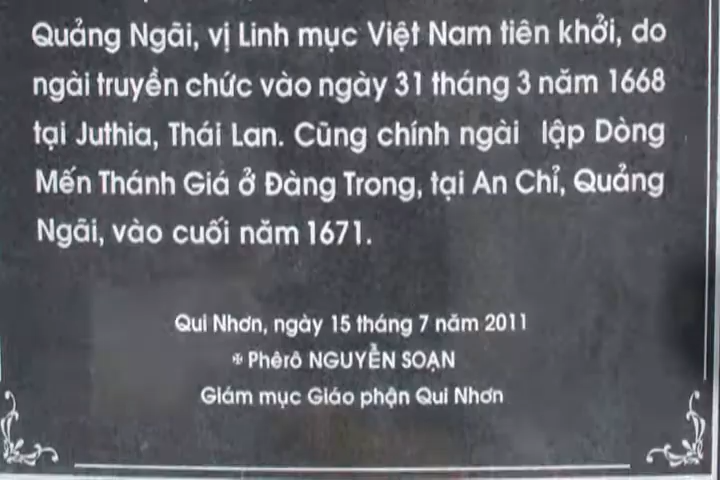 Quảng Ngãi, vị Linh mục Việt Nam tiên khởi, do
ngài truyền chức vào ngày 31 tháng 3 năm 1668
tại Juthia, Thái Lan. Cũng chính ngài lập Dòng
Mến Thánh Giá ở Đàng Trong, tại An Chỉ, Quảng
Ngãi, vào cuối năm 1671.
Qui Nhơn, ngày 15 tháng 7 năm 2011
✠ Phêrô NGUYỄN SOẠN
Giám mục Giáo phận Qui Nhơn